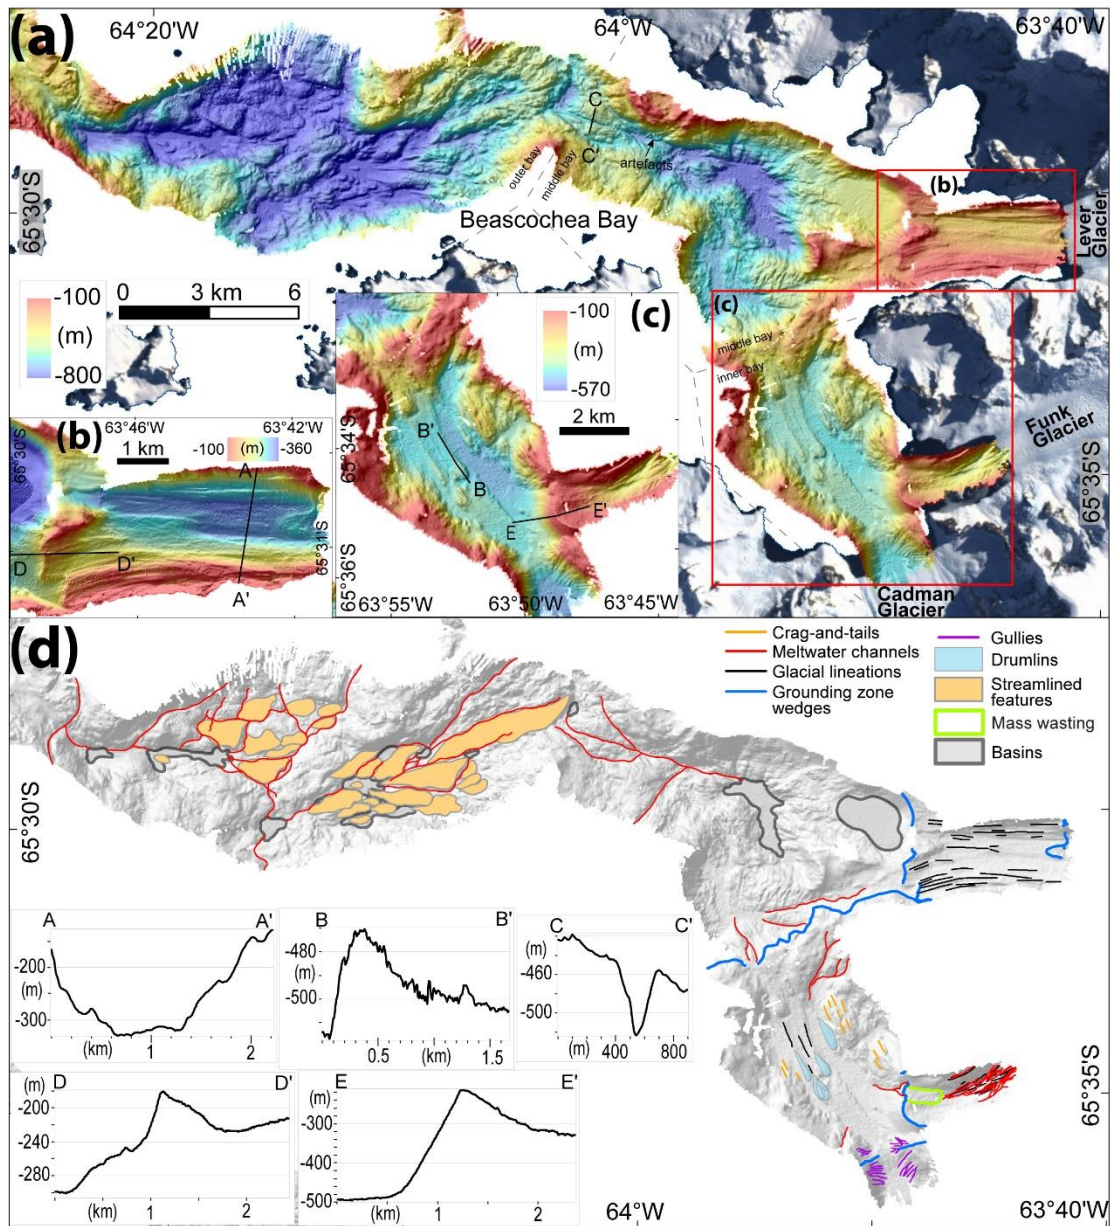 (a)
64°20'W
64°W
63°40'W
C
C'
artefacts
outer bay
middle bay
(b)
65°30'S
Beascochea Bay
Lever
Glacier
-100
(m)
-800
0 3 km 6
(c)
-100
(m)
-570
2 km
(c)
middle bay
inner bay
Funk
Glacier
65°35'S
(b)
63°46'W
63°42'W
1 km
-100 (m) -360
65°30'S
A
65°34'S
B'
B
E'
E
D
D'
65°31'S
A'
65°36'S
63°55'W
63°50'W
63°45'W
Cadman
Glacier
(d)
Crag-and-tails
Meltwater channels
Glacial lineations
Grounding zone
wedges
Gullies
Drumlins
Streamlined
features
Mass wasting
Basins
65°30'S
A
A'
-200
(m)
-300
(km)
1
2
B
B'
-480
(m)
-500
0.5
(km)
1.5
C
C'
-460
(m)
-520
(m)
400
800
D
D'
(m)
-200
-240
-280
(km)
1
2
E
E'
(m)
-300
-400
-500
(km)
1
2
65°35'S
64°W
63°40'W